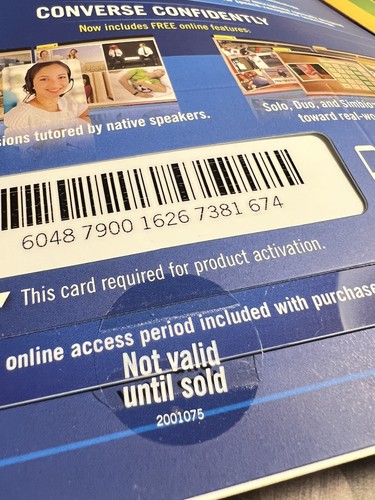 CONVERSE CONFIDENTLY
Now includes FREE online features:
sions tutored by native speakers.
Solo, Duo, and Simbio
toward real-wo
6048 7900 1626 7381 674
This card required for product activation.
online access period included with purchase
Not valid
until sold
2001075